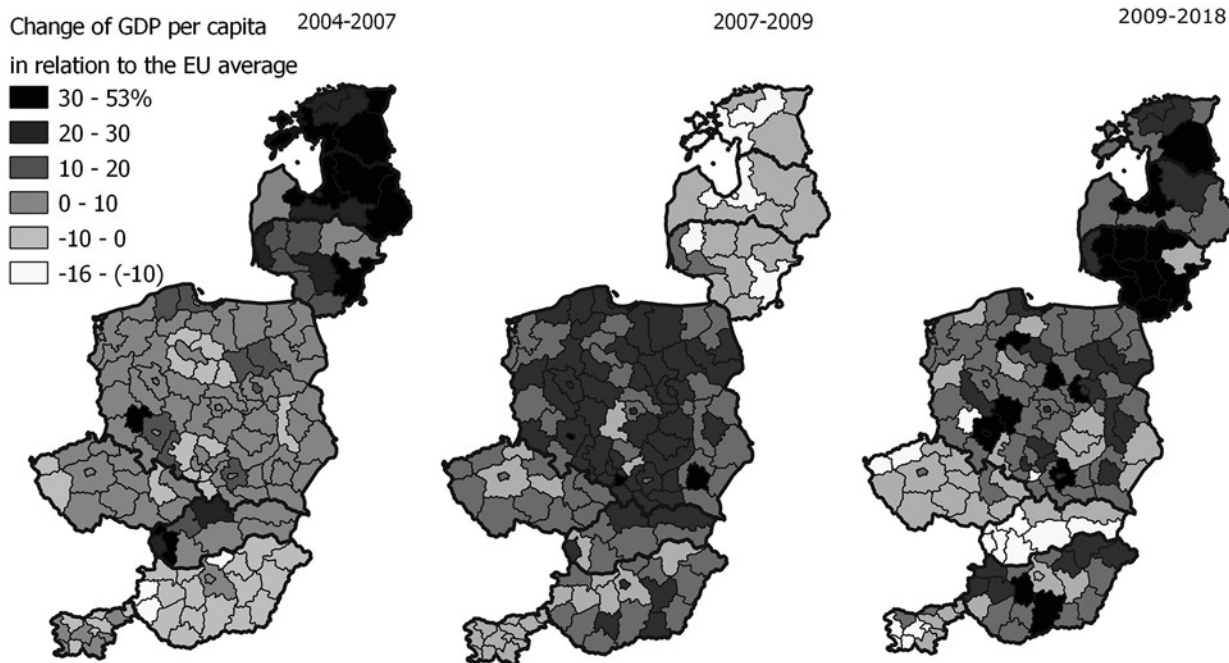 Change of GDP per capita
in relation to the EU average
30 - 53%
20 - 30
10 - 20
0 - 10
-10 - 0
-16 - (-10)
2004-2007
2007-2009
2009-2018